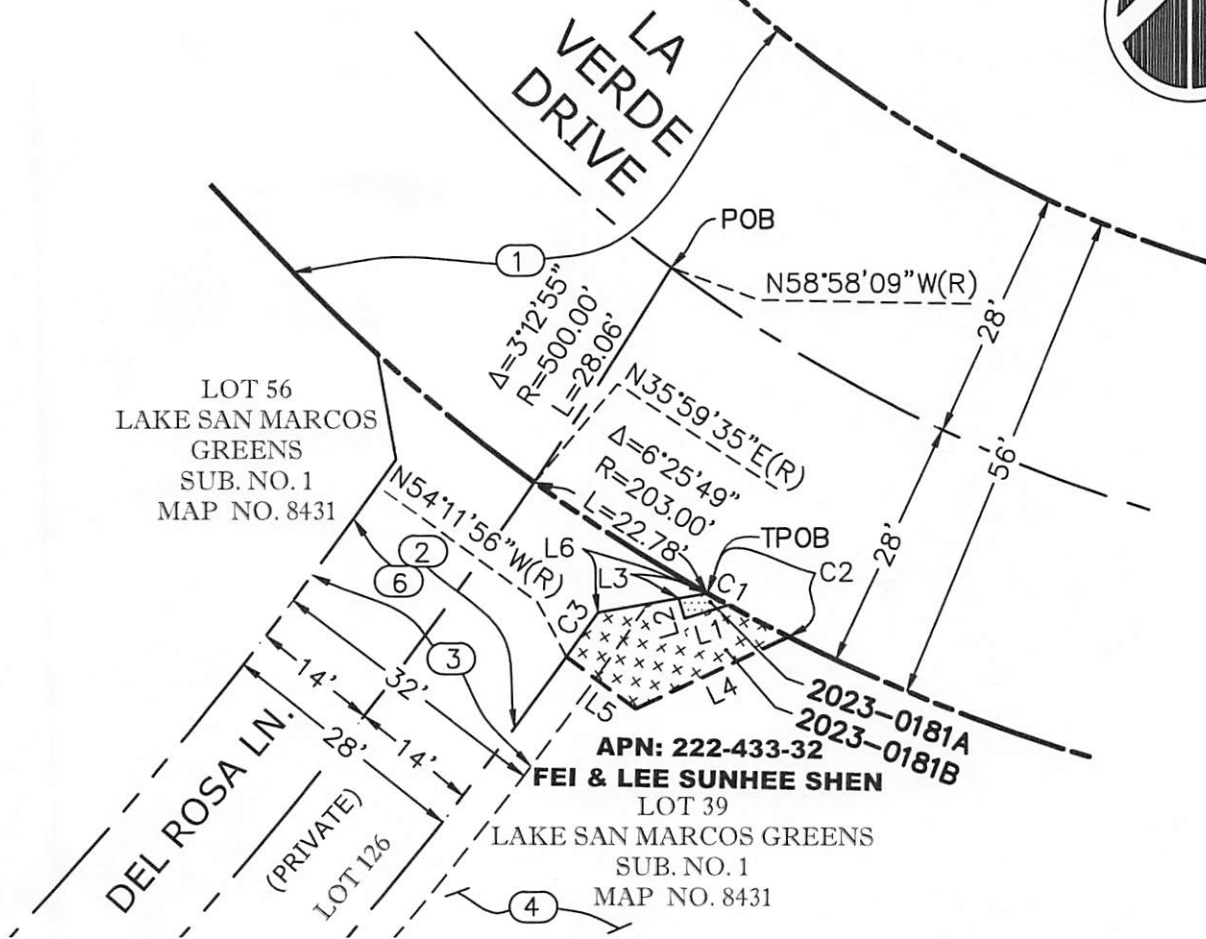 LA
VERDE
DRIVE
POB
1
N58°58'09"W(R)
Δ=3°12'55"
R=500.00'
L=28.06'
28'
N35°59'35"E(R)
LOT 56
LAKE SAN MARCOS
GREENS
SUB. NO. 1
MAP NO. 8431
Δ=6°25'49"
R=203.00'
L=22.78'
56'
N54°11'56"W(R)
28'
TPOB
L6
2
C1
C2
L3
6
C3
L2
L1
3
L4
14'
32'
L5
2023-0181A
2023-0181B
28'
14'
APN: 222-433-32
FEI & LEE SUNHEE SHEN
LOT 39
LAKE SAN MARCOS GREENS
SUB. NO. 1
MAP NO. 8431
DEL ROSA LN.
(PRIVATE)
LOT 126
4